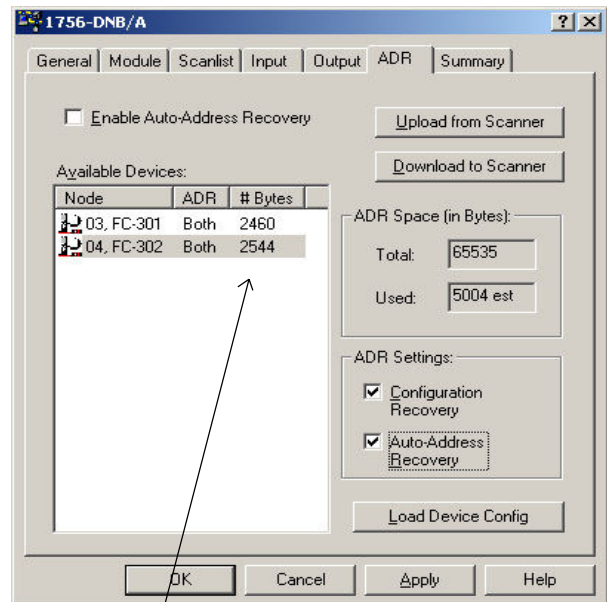 1756-DNB/A
General Module Scanlist Input Output ADR Summary
Enable Auto-Address Recovery
Upload from Scanner
Download to Scanner
Available Devices:
Node ADR # Bytes
03, FC-301 Both 2460
04, FC-302 Both 2544
ADR Space (in Bytes):
Total: 65535
Used: 5004 est
ADR Settings:
Configuration
Recovery
Auto-Address
Recovery
Load Device Config
OK Cancel Apply Help